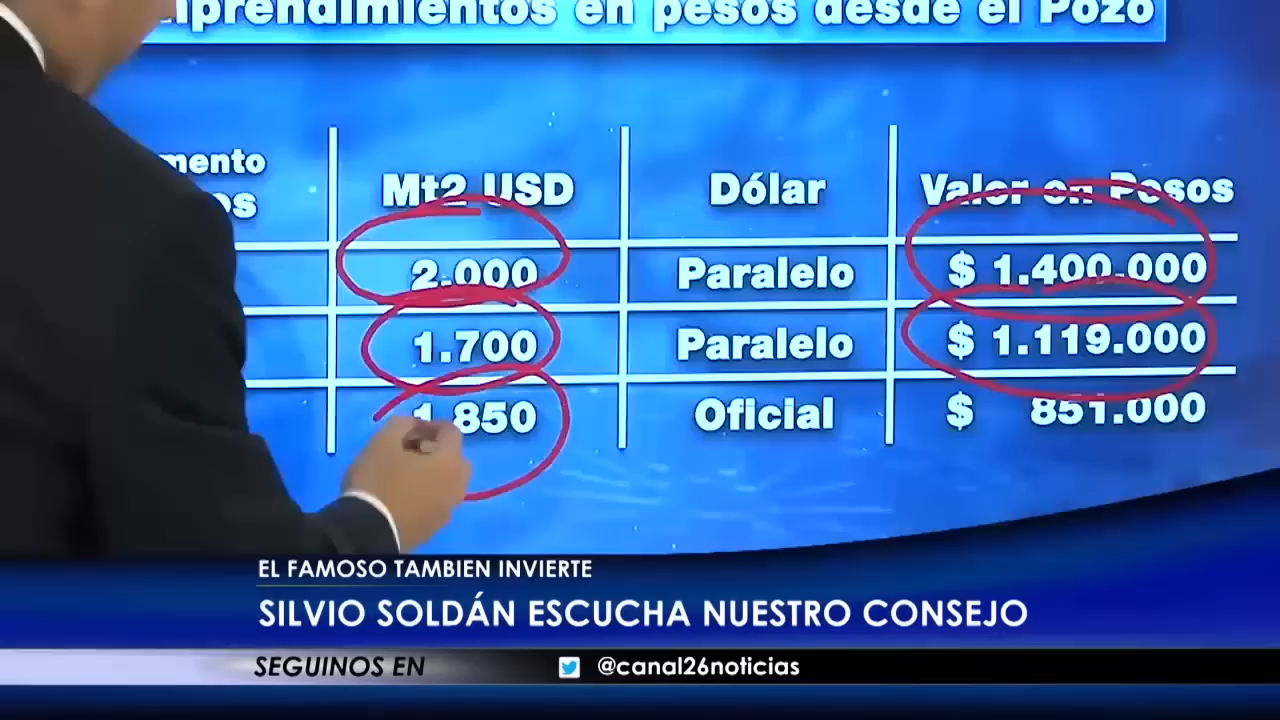 en pesos desde el Pozo
Mt2 USD Dólar Valor en Pesos
2.000 Paralelo $ 1.400.000
1.700 Paralelo $ 1.119.000
1.850 Oficial $ 851.000
EL FAMOSO TAMBIEN INVIERTE
SILVIO SOLDÁN ESCUCHA NUESTRO CONSEJO
SEGUINOS EN @canal26noticias